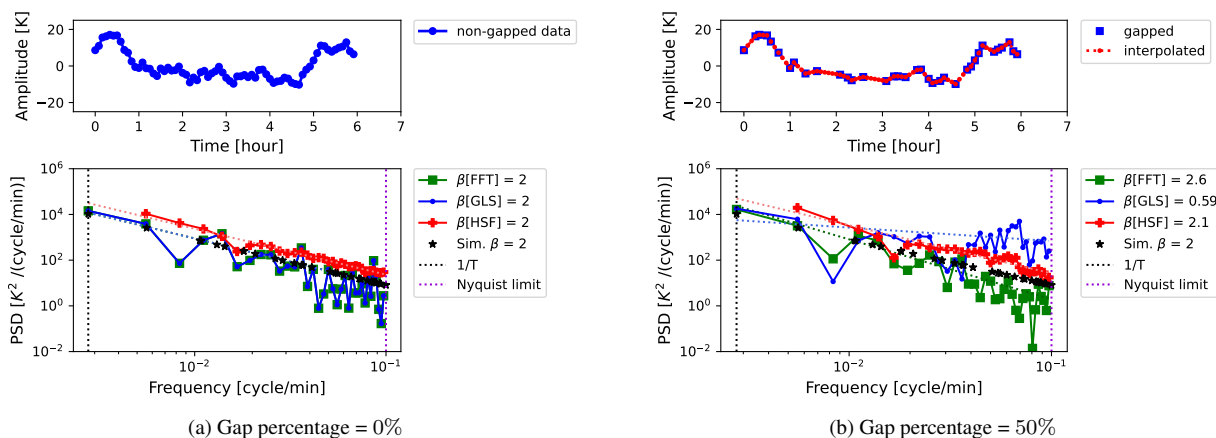 Amplitude [K]
20
0
−20
0 1 2 3 4 5 6 7
Time [hour]
non-gapped data
PSD [K² /(cycle/min)]
10⁶
10⁴
10²
10⁰
10⁻²
10⁻² 10⁻¹
Frequency [cycle/min]
β[FFT] = 2
β[GLS] = 2
β[HSF] = 2
Sim. β = 2
1/T
Nyquist limit
(a) Gap percentage = 0%
Amplitude [K]
20
0
−20
0 1 2 3 4 5 6 7
Time [hour]
gapped
interpolated
PSD [K² /(cycle/min)]
10⁶
10⁴
10²
10⁰
10⁻²
10⁻² 10⁻¹
Frequency [cycle/min]
β[FFT] = 2.6
β[GLS] = 0.59
β[HSF] = 2.1
Sim. β = 2
1/T
Nyquist limit
(b) Gap percentage = 50%